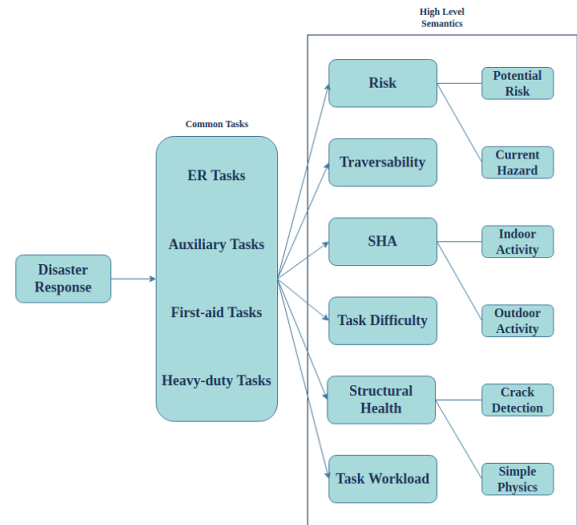 High Level
Semantics
Common Tasks
Disaster
Response
ER Tasks
Auxiliary Tasks
First-aid Tasks
Heavy-duty Tasks
Risk
Potential
Risk
Current
Hazard
Traversability
SHA
Indoor
Activity
Outdoor
Activity
Task Difficulty
Structural
Health
Crack
Detection
Simple
Physics
Task Workload